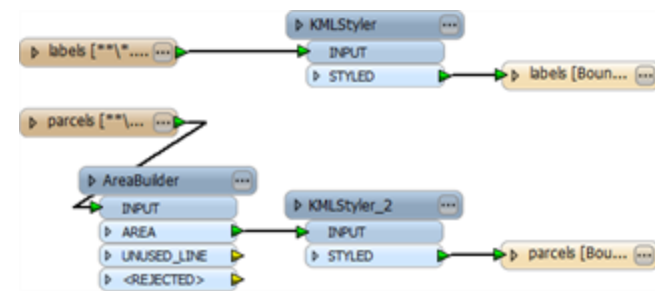 KMLStyler
labels [**\*....
INPUT
STYLED
labels [Boun...
parcels [**\...
AreaBuilder
INPUT
AREA
UNUSED_LINE
<REJECTED>
KMLStyler_2
INPUT
STYLED
parcels [Bou...